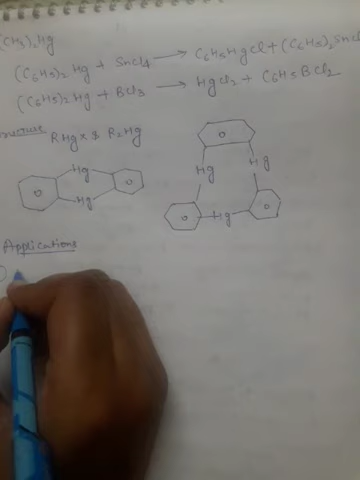 (CH3)2Hg
(C6H5)2Hg + SnCl4 → C6H5HgCl + (C6H5)2SnCl
(C6H5)2Hg + BCl3 → HgCl2 + C6H5BCl2
Structure RHgx & R2Hg
Hg
Hg
Hg
Hg
Hg
Applications